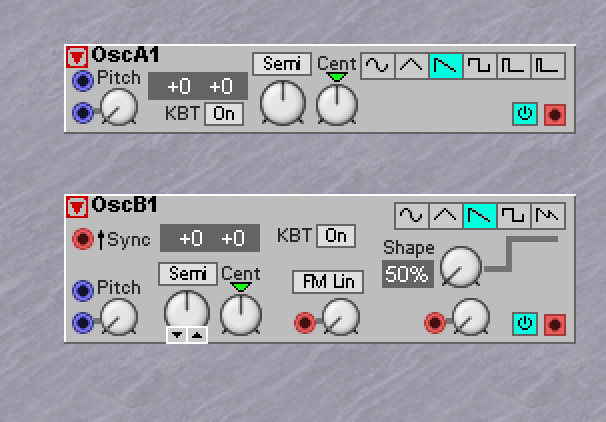 OscA1
Pitch
+0 +0
KBT On
Semi Cent
OscB1
Sync
+0 +0
KBT On
Shape
50%
Pitch
Semi Cent
FM Lin